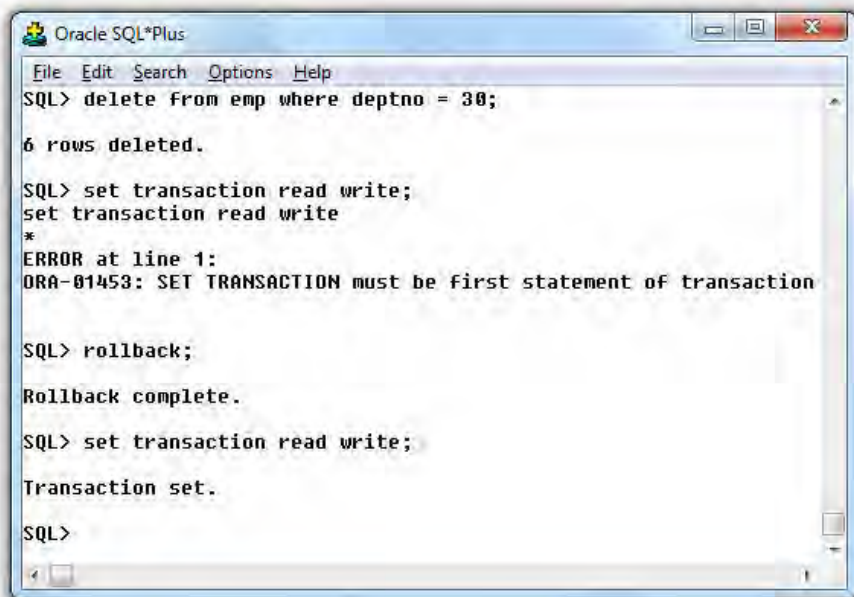 Oracle SQL*Plus
File Edit Search Options Help
SQL> delete from emp where deptno = 30;
6 rows deleted.
SQL> set transaction read write;
set transaction read write
*
ERROR at line 1:
ORA-01453: SET TRANSACTION must be first statement of transaction
SQL> rollback;
Rollback complete.
SQL> set transaction read write;
Transaction set.
SQL>